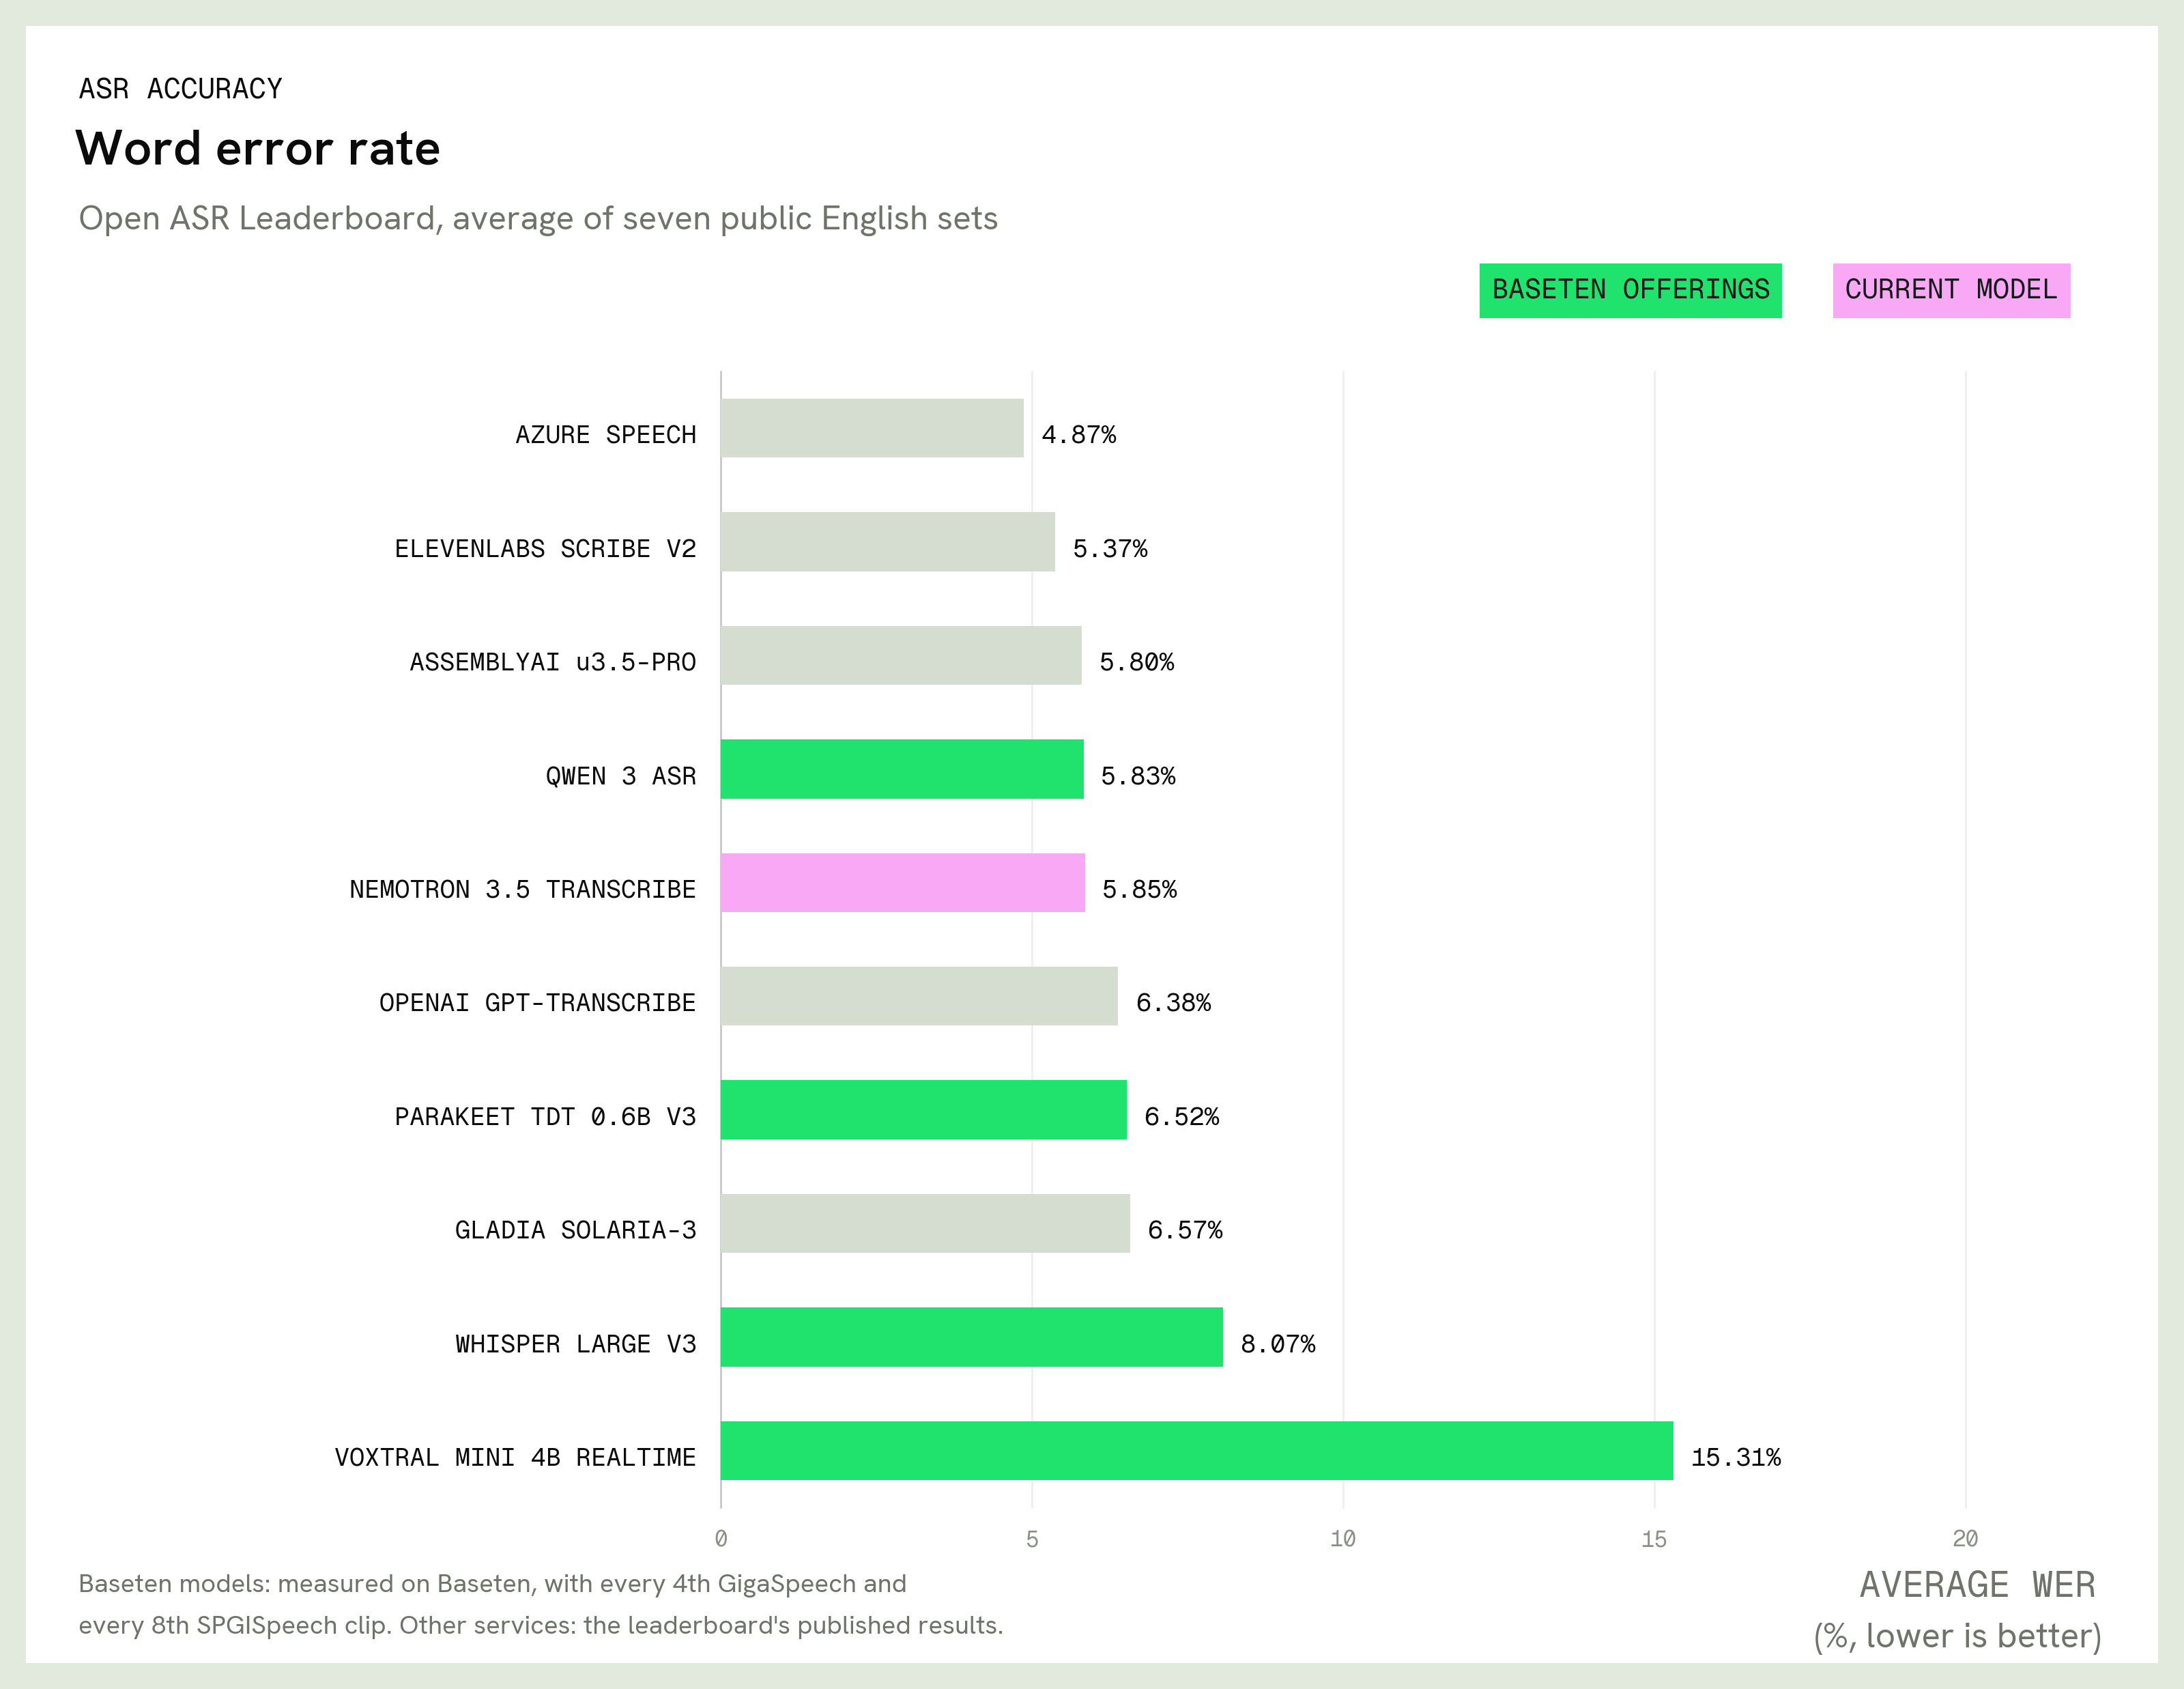 ASR ACCURACY
Word error rate
Open ASR Leaderboard, average of seven public English sets
BASETEN OFFERINGS CURRENT MODEL
AZURE SPEECH 4.87%
ELEVENLABS SCRIBE V2 5.37%
ASSEMBLYAI u3.5-PRO 5.80%
QWEN 3 ASR 5.83%
NEMOTRON 3.5 TRANSCRIBE 5.85%
OPENAI GPT-TRANSCRIBE 6.38%
PARAKEET TDT 0.6B V3 6.52%
GLADIA SOLARIA-3 6.57%
WHISPER LARGE V3 8.07%
VOXTRAL MINI 4B REALTIME 15.31%
0 5 10 15 20
Baseten models: measured on Baseten, with every 4th GigaSpeech and
every 8th SPGISpeech clip. Other services: the leaderboard's published results.
AVERAGE WER
(%, lower is better)